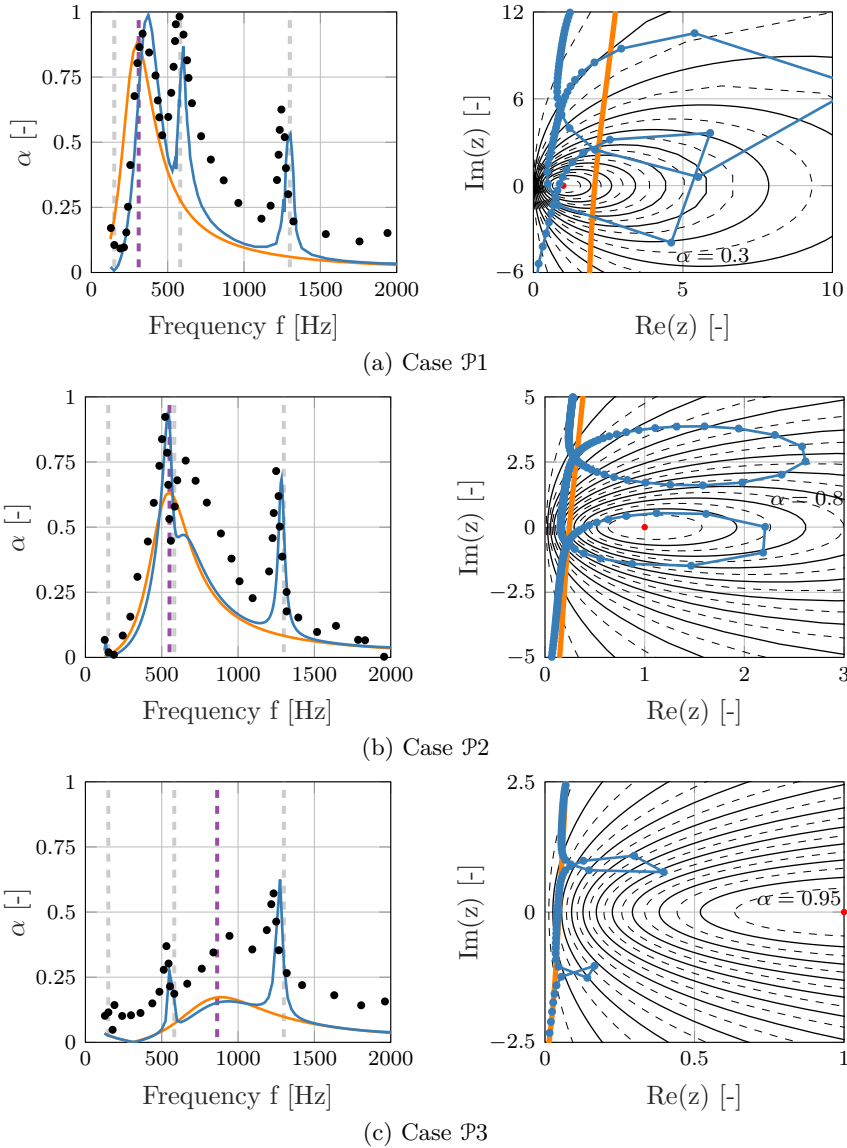 1
0.75
0.5
0.25
0
α [-]
0 500 1000 1500 2000
Frequency f [Hz]
12
6
0
−6
Im(z) [-]
α = 0.3
0 5 10
Re(z) [-]
(a) Case 𝒫1
1
0.75
0.5
0.25
0
α [-]
0 500 1000 1500 2000
Frequency f [Hz]
5
2.5
0
−2.5
−5
Im(z) [-]
α = 0.8
0 1 2 3
Re(z) [-]
(b) Case 𝒫2
1
0.75
0.5
0.25
0
α [-]
0 500 1000 1500 2000
Frequency f [Hz]
2.5
0
−2.5
Im(z) [-]
α = 0.95
0 0.5 1
Re(z) [-]
(c) Case 𝒫3